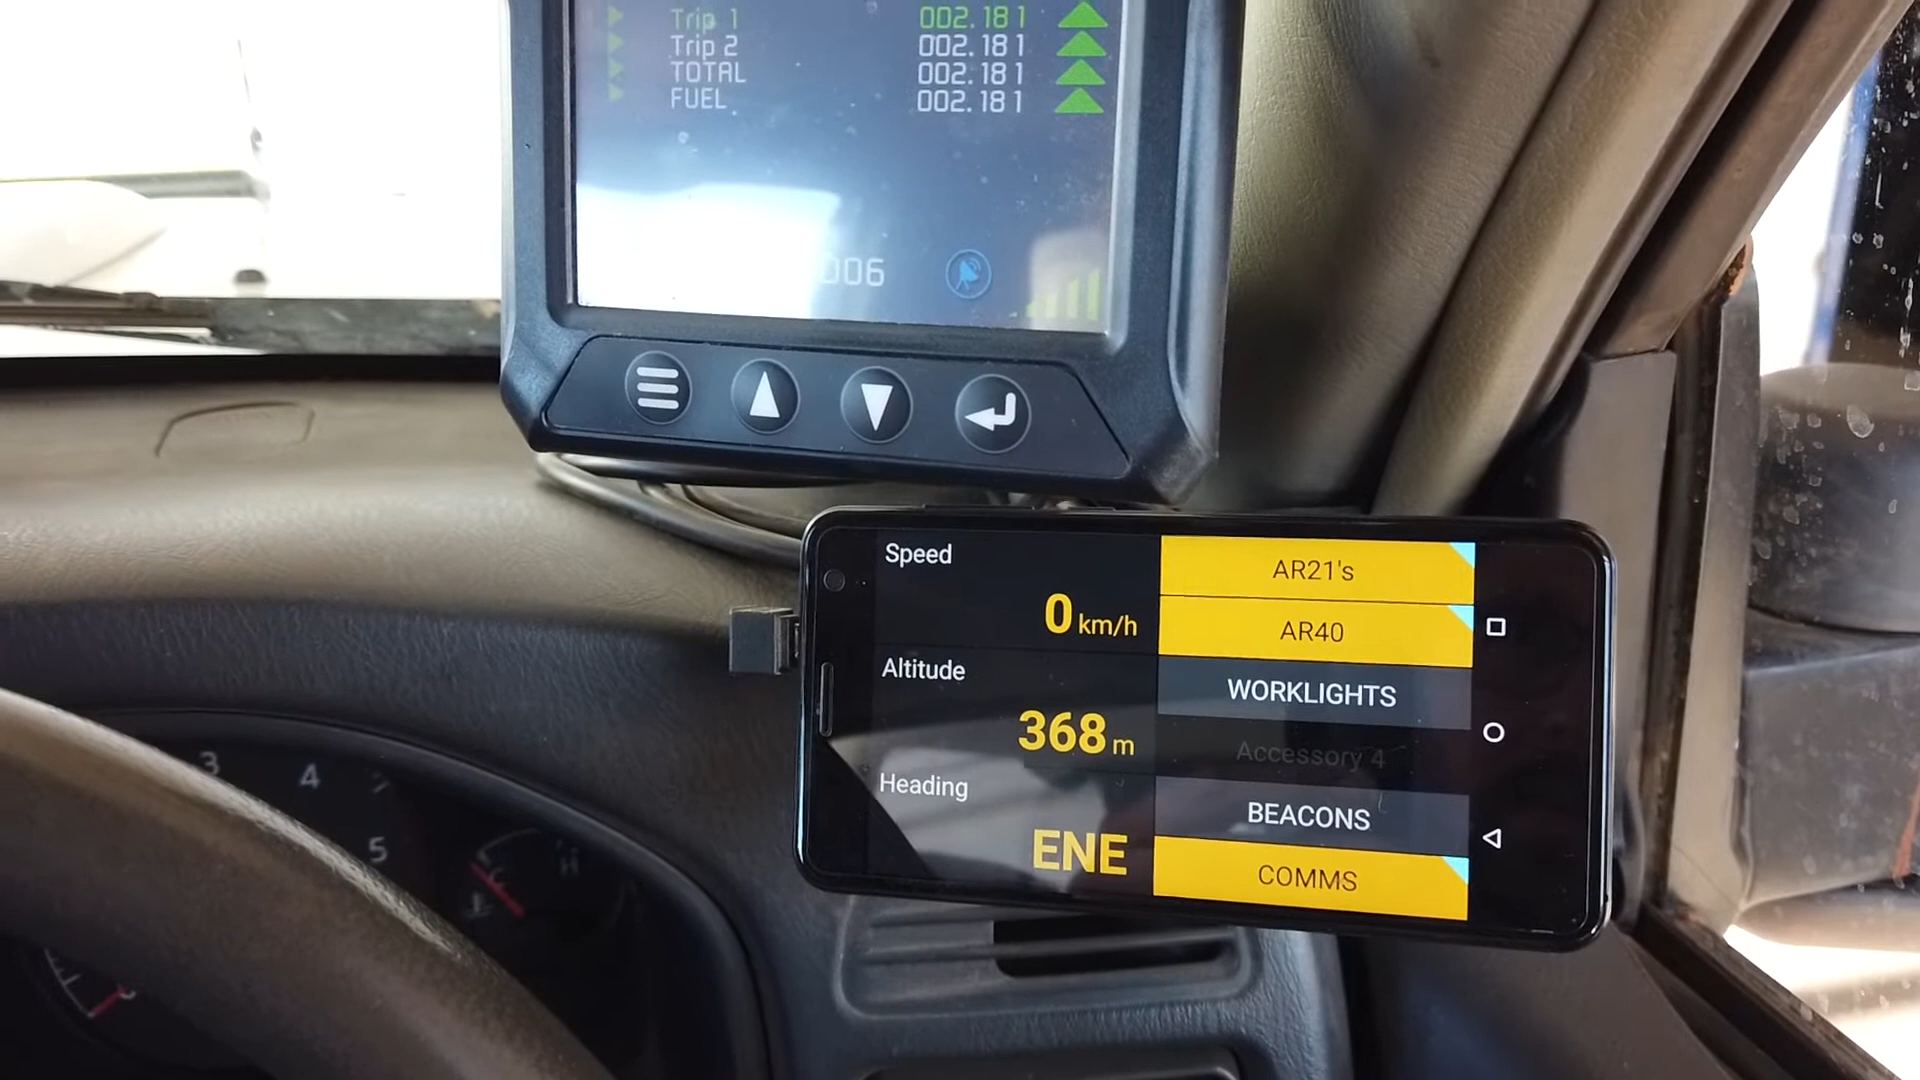 Trip 1 002.181
Trip 2 002.181
TOTAL 002.181
FUEL 002.181
006
Speed
0 km/h
Altitude
368 m
Heading
ENE
AR21's
AR40
WORKLIGHTS
Accessory 4
BEACONS
COMMS
3
4
5
7
H
C